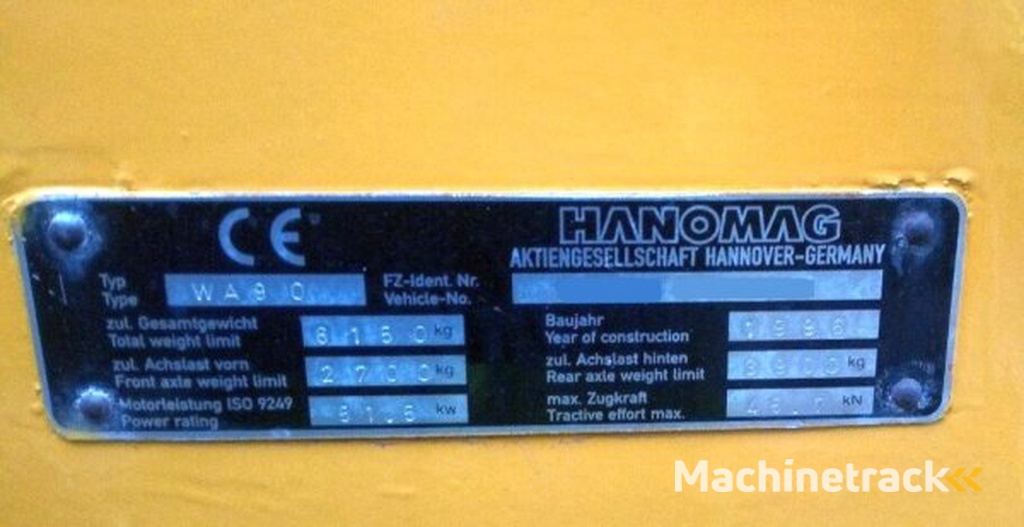 CE
HANOMAG
AKTIENGESELLSCHAFT HANNOVER-GERMANY
Typ
Type
WA90
FZ-Ident. Nr.
Vehicle-No.
zul. Gesamtgewicht
Total weight limit
6150 kg
Baujahr
Year of construction
1996
zul. Achslast vorn
Front axle weight limit
2700 kg
zul. Achslast hinten
Rear axle weight limit
kg
Motorleistung ISO 9249
Power rating
kw
max. Zugkraft
Tractive effort max.
kN
Machinetrack